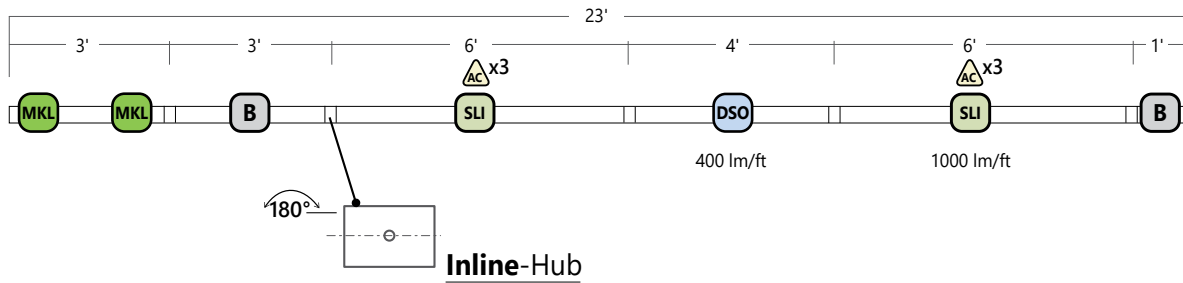 23'
3' 3' 6' 4' 6' 1'
AC x3 AC x3
MKL MKL B SLI DSO SLI B
400 lm/ft 1000 lm/ft
180°
Inline-Hub